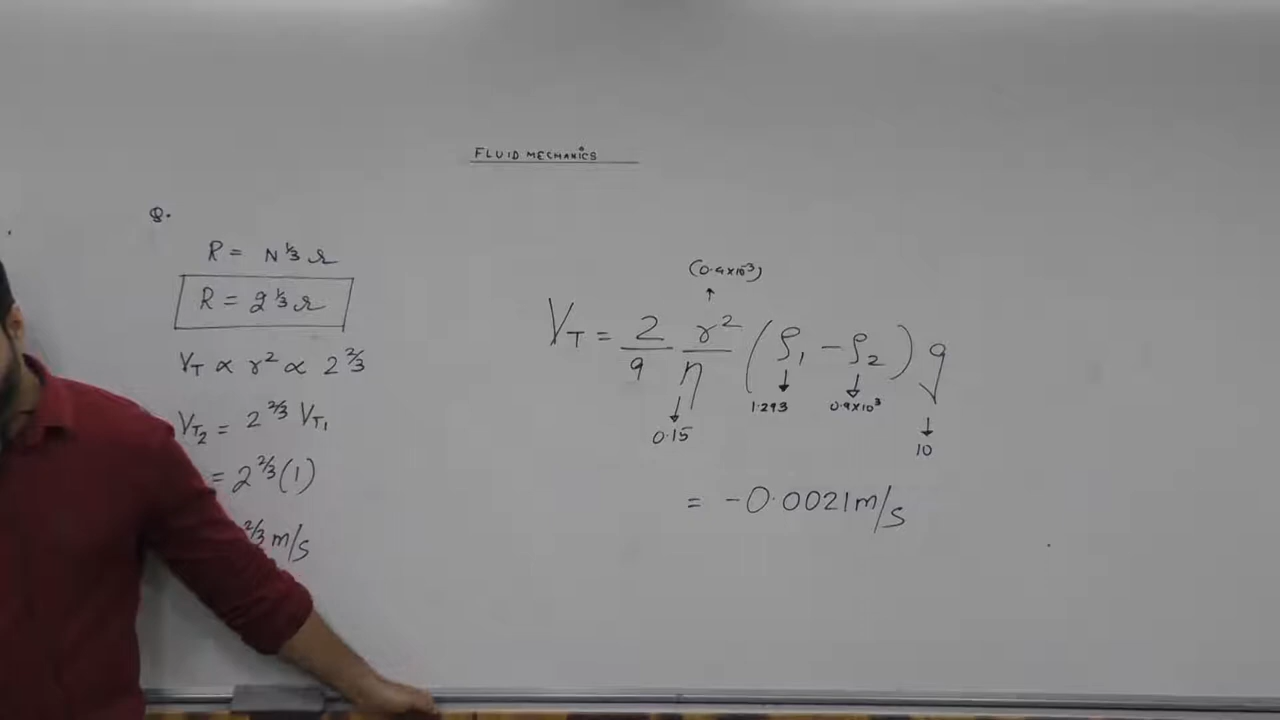 FLUID MECHANICS
Q.
R = N^1/3 r
R = 2^1/3 r
V_T ∝ r² ∝ 2^2/3
V_T2 = 2^2/3 V_T1
= 2^2/3 (1)
2/3 m/s
(0.4×10^-3)
V_T = 2/9 r²/η (ρ₁ - ρ₂) g
1.293 0.9×10³
0.15 10
= -0.0021 m/s